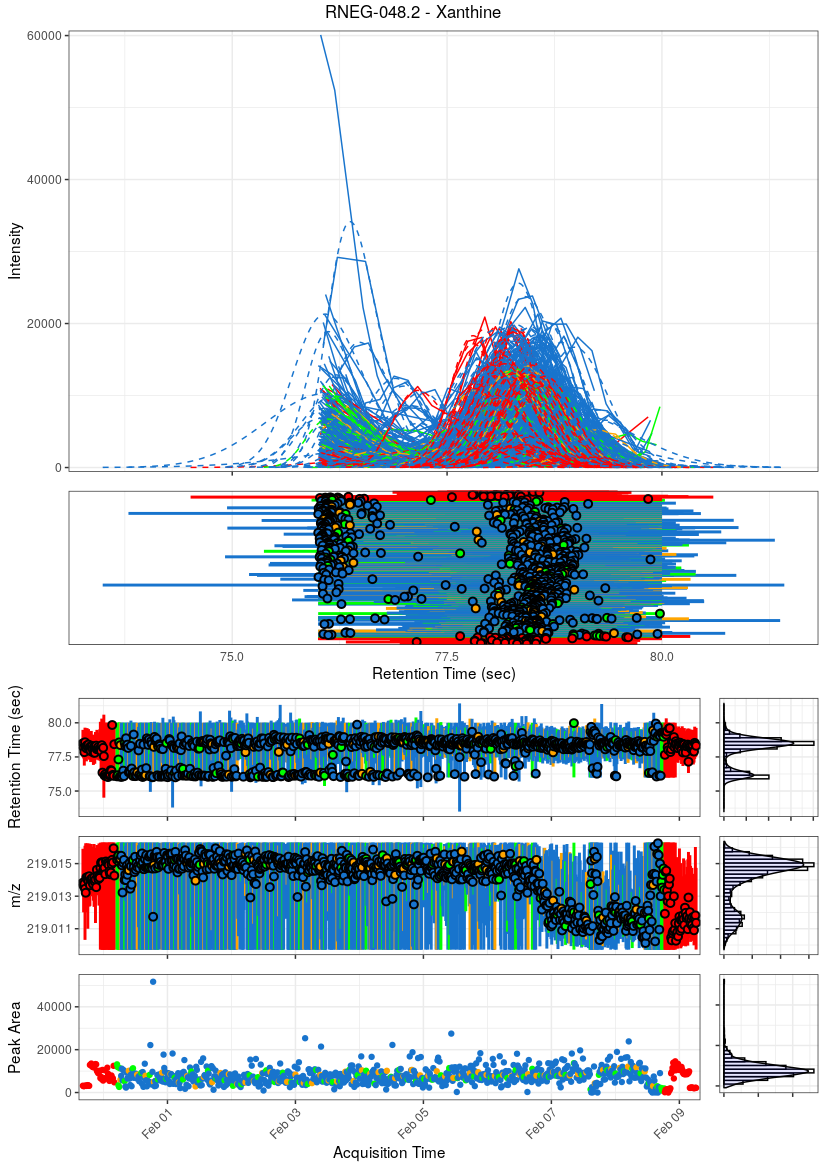 RNEG-048.2 - Xanthine
60000
40000
20000
0
Intensity
75.0 77.5 80.0
Retention Time (sec)
80.0
77.5
75.0
Retention Time (sec)
219.015
219.013
219.011
m/z
40000
20000
0
Peak Area
Feb 01 Feb 03 Feb 05 Feb 07 Feb 09
Acquisition Time